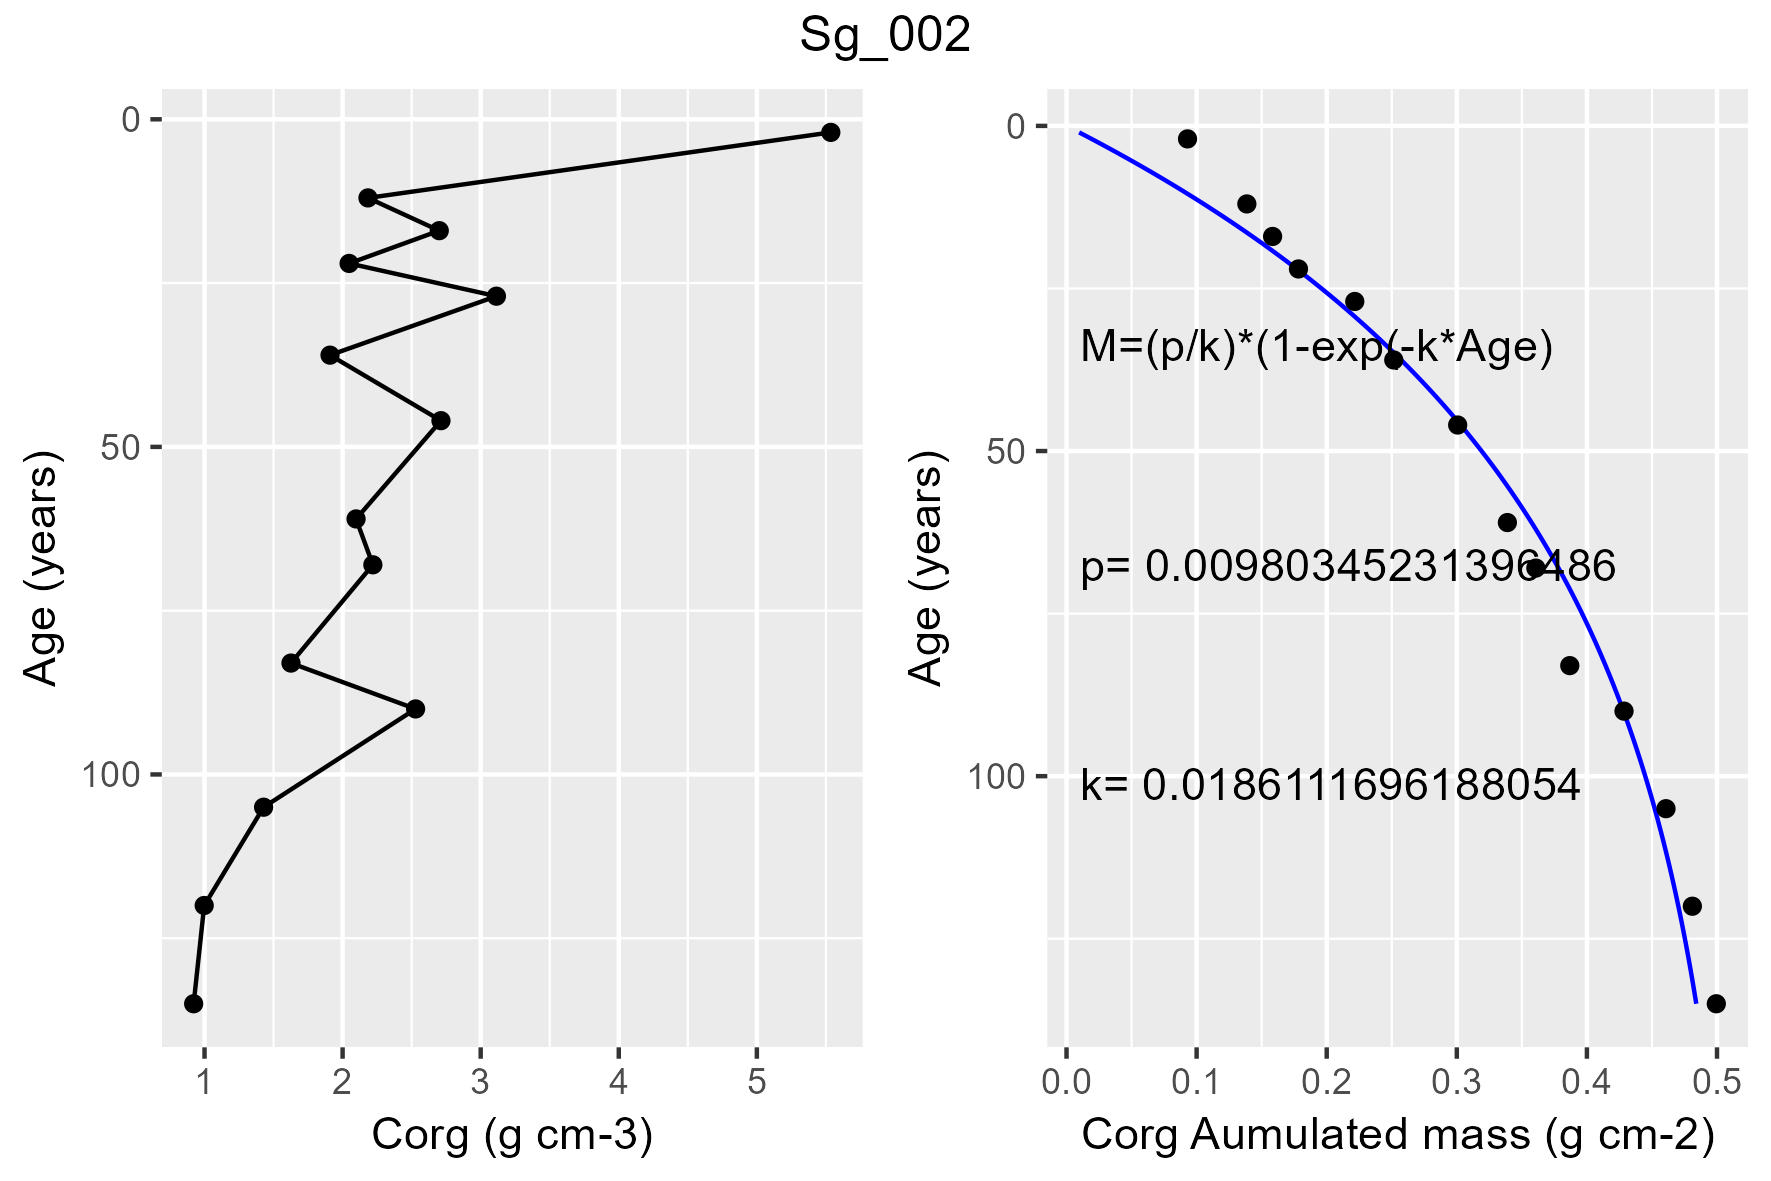 Sg_002
0
50
100
Age (years)
1 2 3 4 5
Corg (g cm-3)
0
50
100
Age (years)
M=(p/k)*(1-exp(-k*Age)
p= 0.00980345231396486
k= 0.0186111696188054
0.0 0.1 0.2 0.3 0.4 0.5
Corg Aumulated mass (g cm-2)